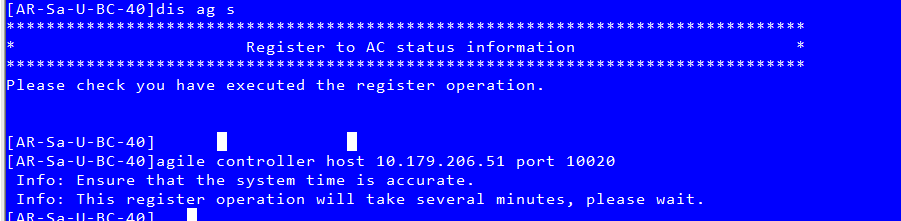 [AR-Sa-U-BC-40]dis ag s
********************************************************************************
* Register to AC status information *
********************************************************************************
Please check you have executed the register operation.
[AR-Sa-U-BC-40]
[AR-Sa-U-BC-40]agile controller host 10.179.206.51 port 10020
Info: Ensure that the system time is accurate.
Info: This register operation will take several minutes, please wait.
[AR-Sa-U-BC-40]